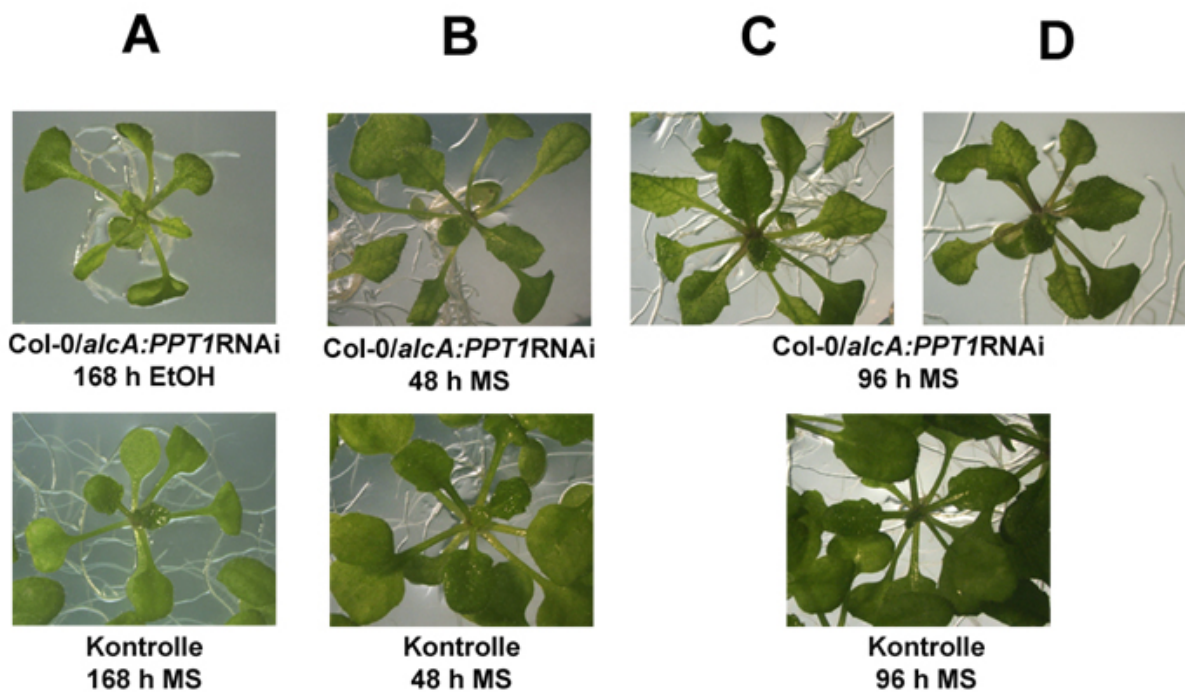 A
B
C
D
Col-0/alcA:PPT1RNAi
168 h EtOH
Col-0/alcA:PPT1RNAi
48 h MS
Col-0/alcA:PPT1RNAi
96 h MS
Kontrolle
168 h MS
Kontrolle
48 h MS
Kontrolle
96 h MS